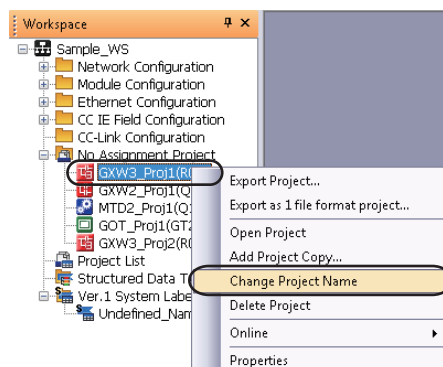 Workspace
Sample_WS
Network Configuration
Module Configuration
Ethernet Configuration
CC IE Field Configuration
CC-Link Configuration
No Assignment Project
GXW3_Proj1(R0
GXW2_Proj1(Q
MTD2_Proj1(Q
GOT_Proj1(GT2
GXW3_Proj2(R0
Project List
Structured Data T
Ver.1 System Labe
Undefined_Nam
Export Project...
Export as 1 file format project...
Open Project
Add Project Copy...
Change Project Name
Delete Project
Online
Properties